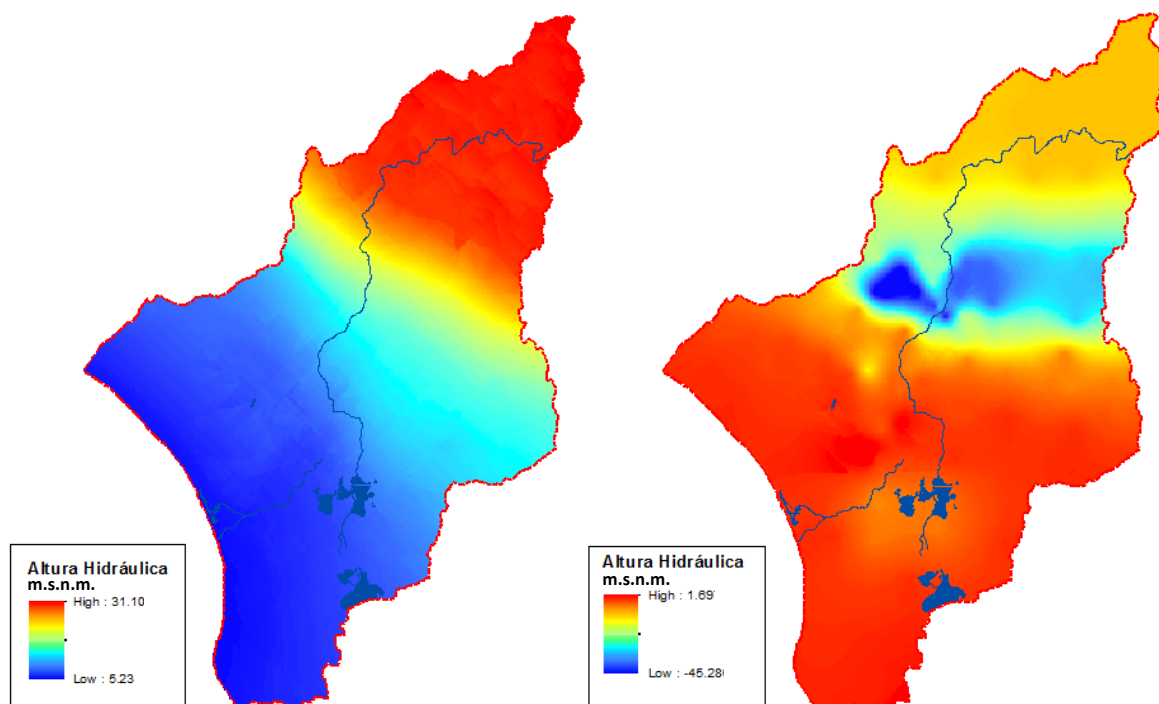 Altura Hidráulica
m.s.n.m.
High : 31.10
Low : 5.23
Altura Hidráulica
m.s.n.m.
High : 1.69
Low : -45.28